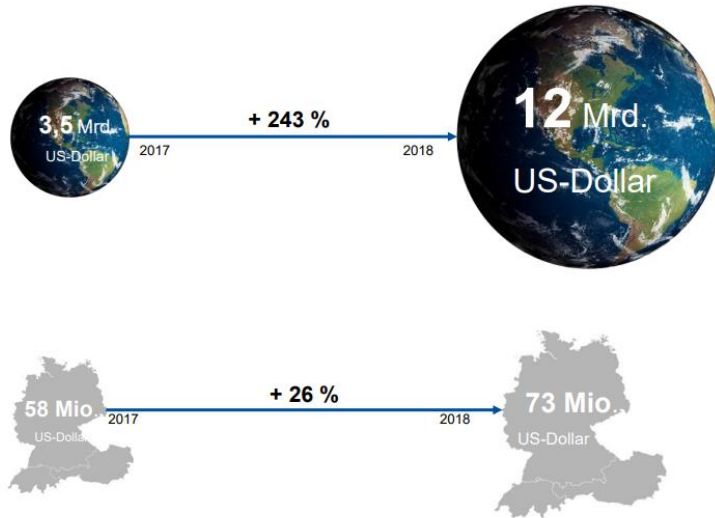 3,5 Mrd.
US-Dollar
+ 243 %
2017
2018
12 Mrd.
US-Dollar
58 Mio.
US-Dollar
+ 26 %
2017
2018
73 Mio.
US-Dollar